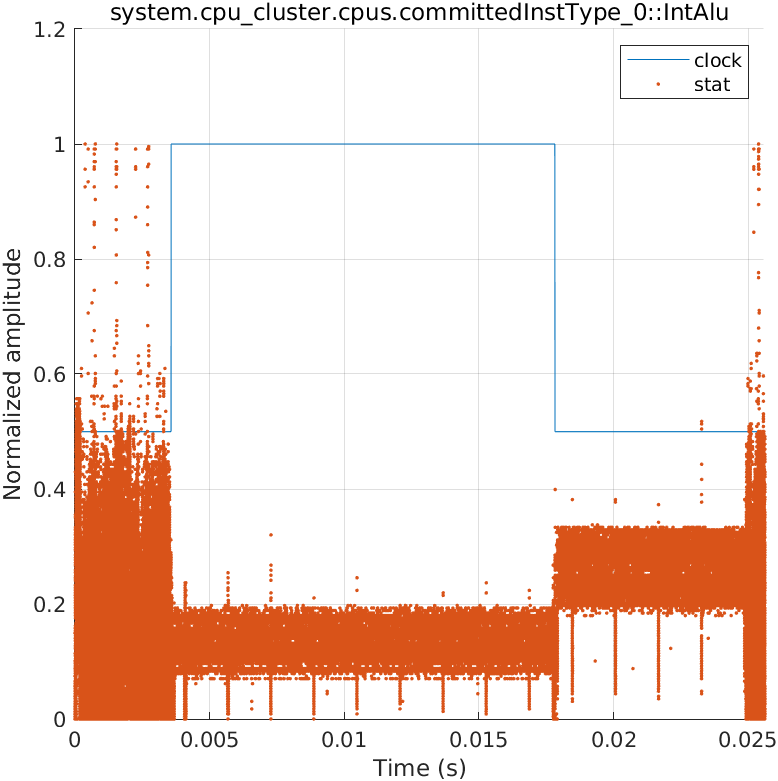 system.cpu_cluster.cpus.committedInstType_0::IntAlu
clock
stat
Normalized amplitude
1.2
1
0.8
0.6
0.4
0.2
0
0
0.005
0.01
0.015
0.02
0.025
Time (s)